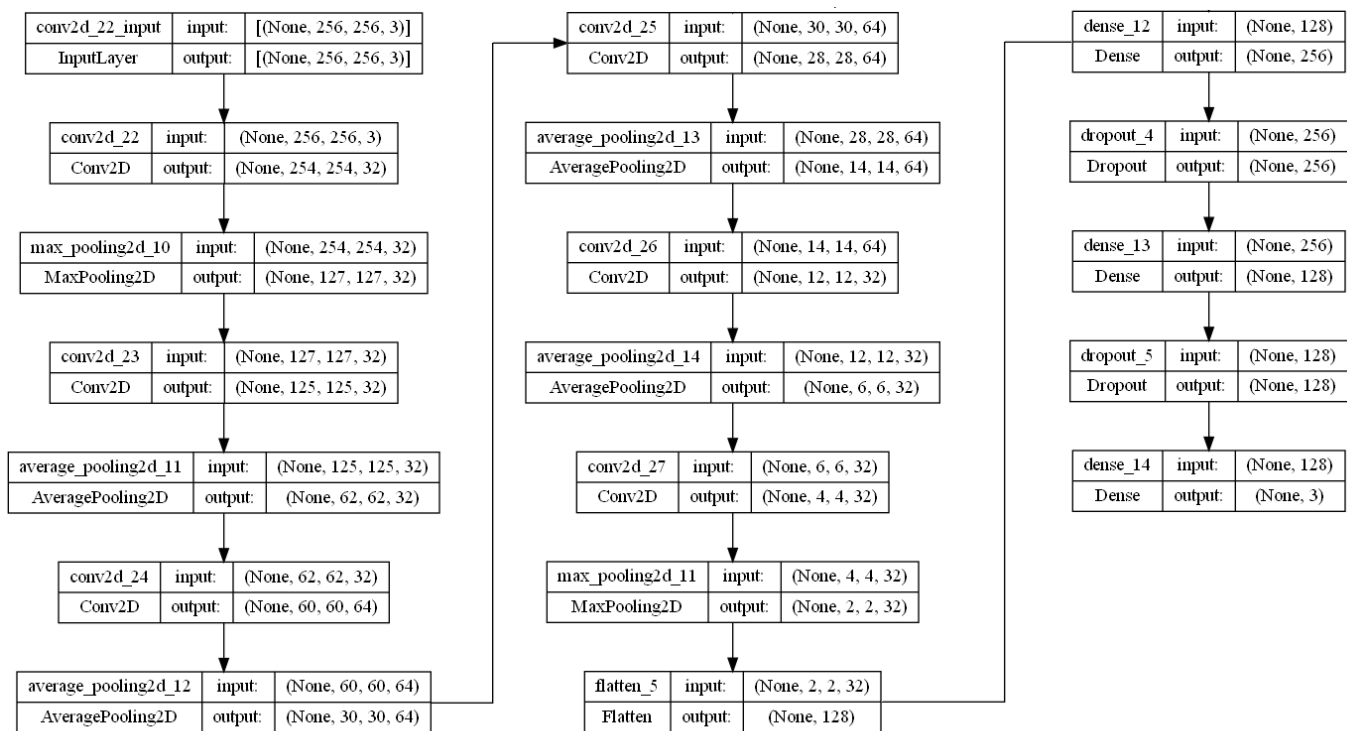 conv2d_22_input input: [(None, 256, 256, 3)]
InputLayer output: [(None, 256, 256, 3)]
conv2d_22 input: (None, 256, 256, 3)
Conv2D output: (None, 254, 254, 32)
max_pooling2d_10 input: (None, 254, 254, 32)
MaxPooling2D output: (None, 127, 127, 32)
conv2d_23 input: (None, 127, 127, 32)
Conv2D output: (None, 125, 125, 32)
average_pooling2d_11 input: (None, 125, 125, 32)
AveragePooling2D output: (None, 62, 62, 32)
conv2d_24 input: (None, 62, 62, 32)
Conv2D output: (None, 60, 60, 64)
average_pooling2d_12 input: (None, 60, 60, 64)
AveragePooling2D output: (None, 30, 30, 64)
conv2d_25 input: (None, 30, 30, 64)
Conv2D output: (None, 28, 28, 64)
average_pooling2d_13 input: (None, 28, 28, 64)
AveragePooling2D output: (None, 14, 14, 64)
conv2d_26 input: (None, 14, 14, 64)
Conv2D output: (None, 12, 12, 32)
average_pooling2d_14 input: (None, 12, 12, 32)
AveragePooling2D output: (None, 6, 6, 32)
conv2d_27 input: (None, 6, 6, 32)
Conv2D output: (None, 4, 4, 32)
max_pooling2d_11 input: (None, 4, 4, 32)
MaxPooling2D output: (None, 2, 2, 32)
flatten_5 input: (None, 2, 2, 32)
Flatten output: (None, 128)
dense_12 input: (None, 128)
Dense output: (None, 256)
dropout_4 input: (None, 256)
Dropout output: (None, 256)
dense_13 input: (None, 256)
Dense output: (None, 128)
dropout_5 input: (None, 128)
Dropout output: (None, 128)
dense_14 input: (None, 128)
Dense output: (None, 3)